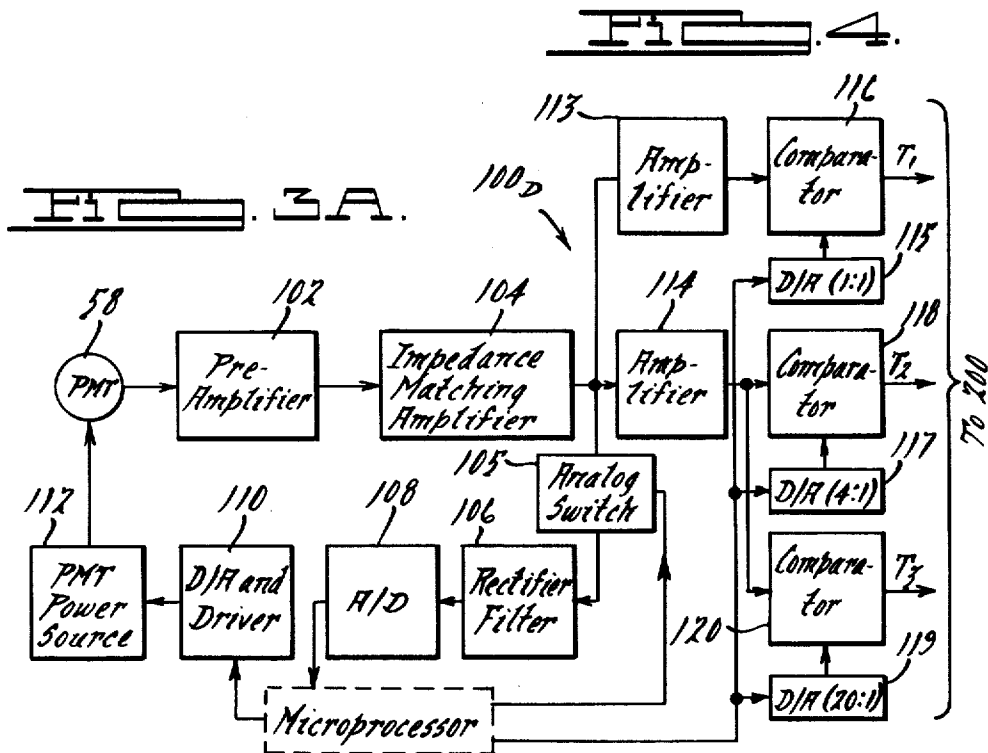 FIG. 4.
FIG. 3A.
113
Amp-
lifier
116
Compara-
tor
T1
100D
115
D/A (1:1)
58
PMT
102
Pre-
Amplifier
104
Impedance
Matching
Amplifier
114
Amp-
lifier
118
Compara-
tor
T2
To 200
105
Analog
Switch
117
D/A (4:1)
112
PMT
Power
Source
110
D/A and
Driver
108
A/D
106
Rectifier
Filter
Compara-
tor
T3
120
119
D/A (20:1)
Microprocessor